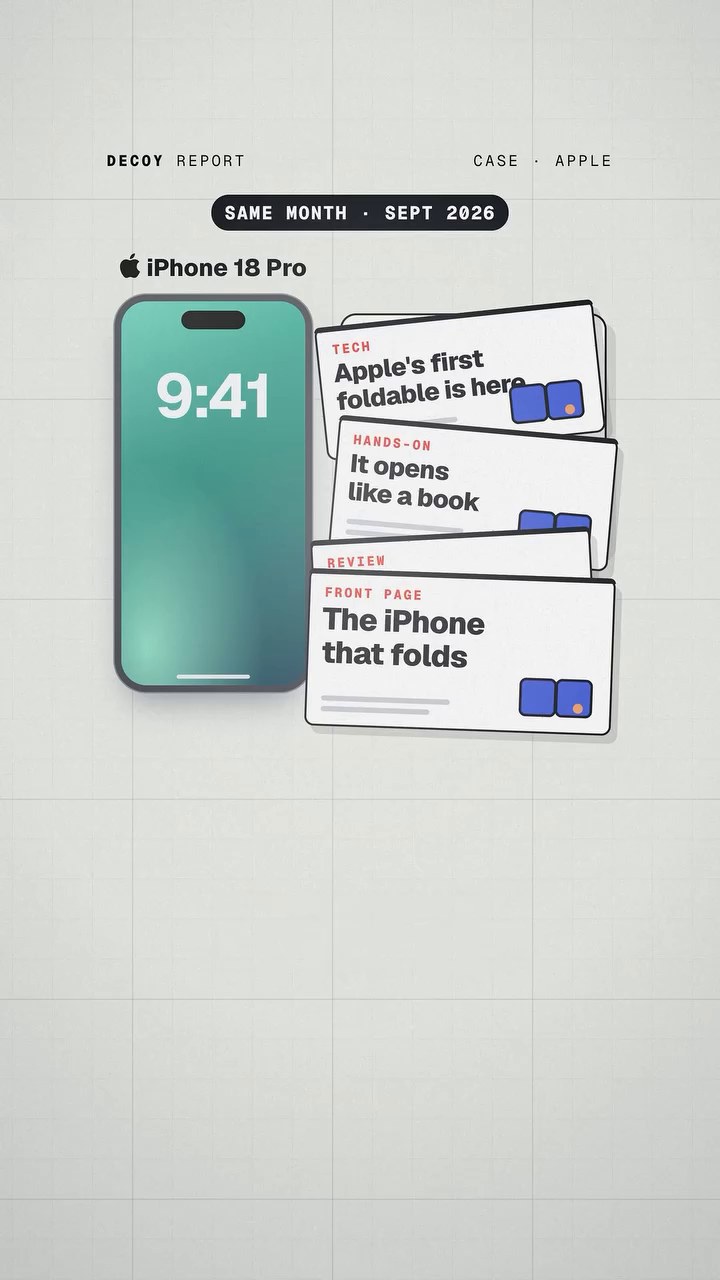 DECOY REPORT
CASE · APPLE
SAME MONTH · SEPT 2026
iPhone 18 Pro
9:41
TECH
Apple's first
foldable is here
HANDS-ON
It opens
like a book
REVIEW
FRONT PAGE
The iPhone
that folds